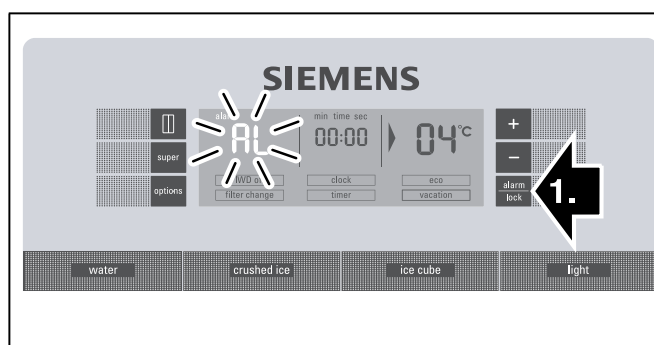 SIEMENS
alarm
min time sec
AL
00:00
04°C
super
options
+
−
alarm
lock
1.
clock
eco
filter change
timer
vacation
water
crushed ice
ice cube
light